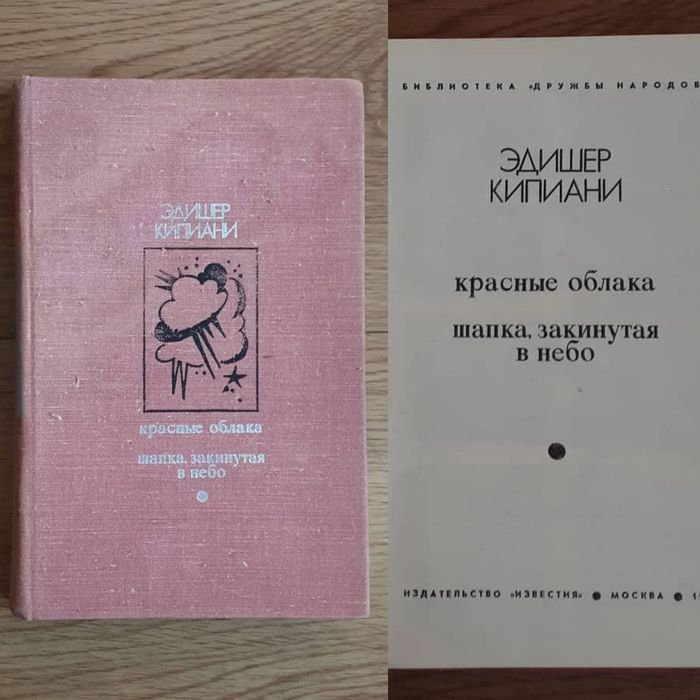 ЭДИШЕР
КИПИАНИ
красные облака
шапка, закинутая
в небо
БИБЛИОТЕКА «ДРУЖБЫ НАРОДОВ
ЭДИШЕР
КИПИАНИ
красные облака
шапка, закинутая
в небо
ИЗДАТЕЛЬСТВО «ИЗВЕСТИЯ» ● МОСКВА ● 1